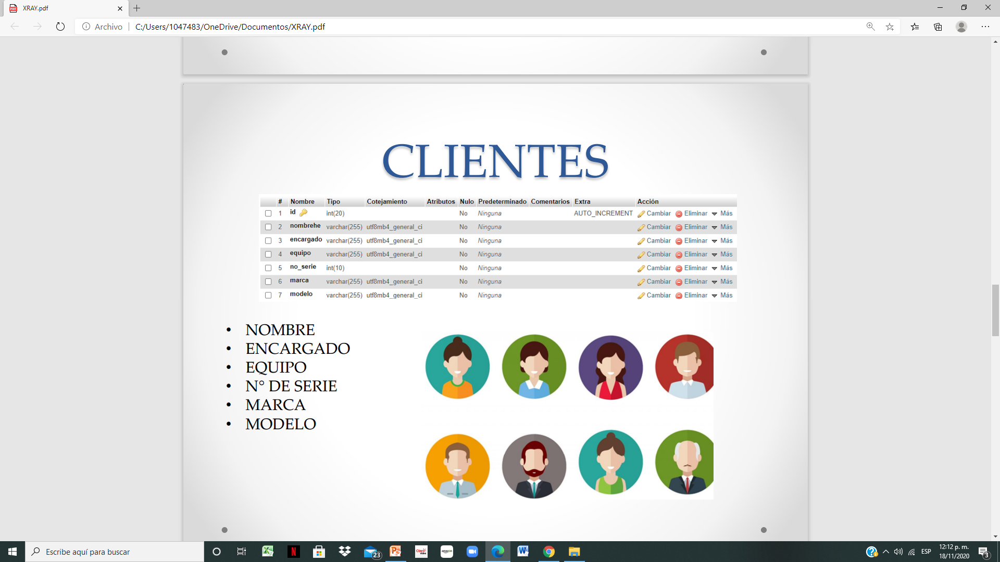 XRAY.pdf
Archivo C:/Users/1047483/OneDrive/Documentos/XRAY.pdf
CLIENTES
# Nombre Tipo Cotejamiento Atributos Nulo Predeterminado Comentarios Extra Acción
1 id int(20) No Ninguna AUTO_INCREMENT Cambiar Eliminar Más
2 nombrehe varchar(255) utf8mb4_general_ci No Ninguna Cambiar Eliminar Más
3 encargado varchar(255) utf8mb4_general_ci No Ninguna Cambiar Eliminar Más
4 equipo varchar(255) utf8mb4_general_ci No Ninguna Cambiar Eliminar Más
5 no_serie int(10) No Ninguna Cambiar Eliminar Más
6 marca varchar(255) utf8mb4_general_ci No Ninguna Cambiar Eliminar Más
7 modelo varchar(255) utf8mb4_general_ci No Ninguna Cambiar Eliminar Más
• NOMBRE
• ENCARGADO
• EQUIPO
• N° DE SERIE
• MARCA
• MODELO
Escribe aquí para buscar
23
Claro video
amazon
ESP
12:12 p. m.
18/11/2020
3